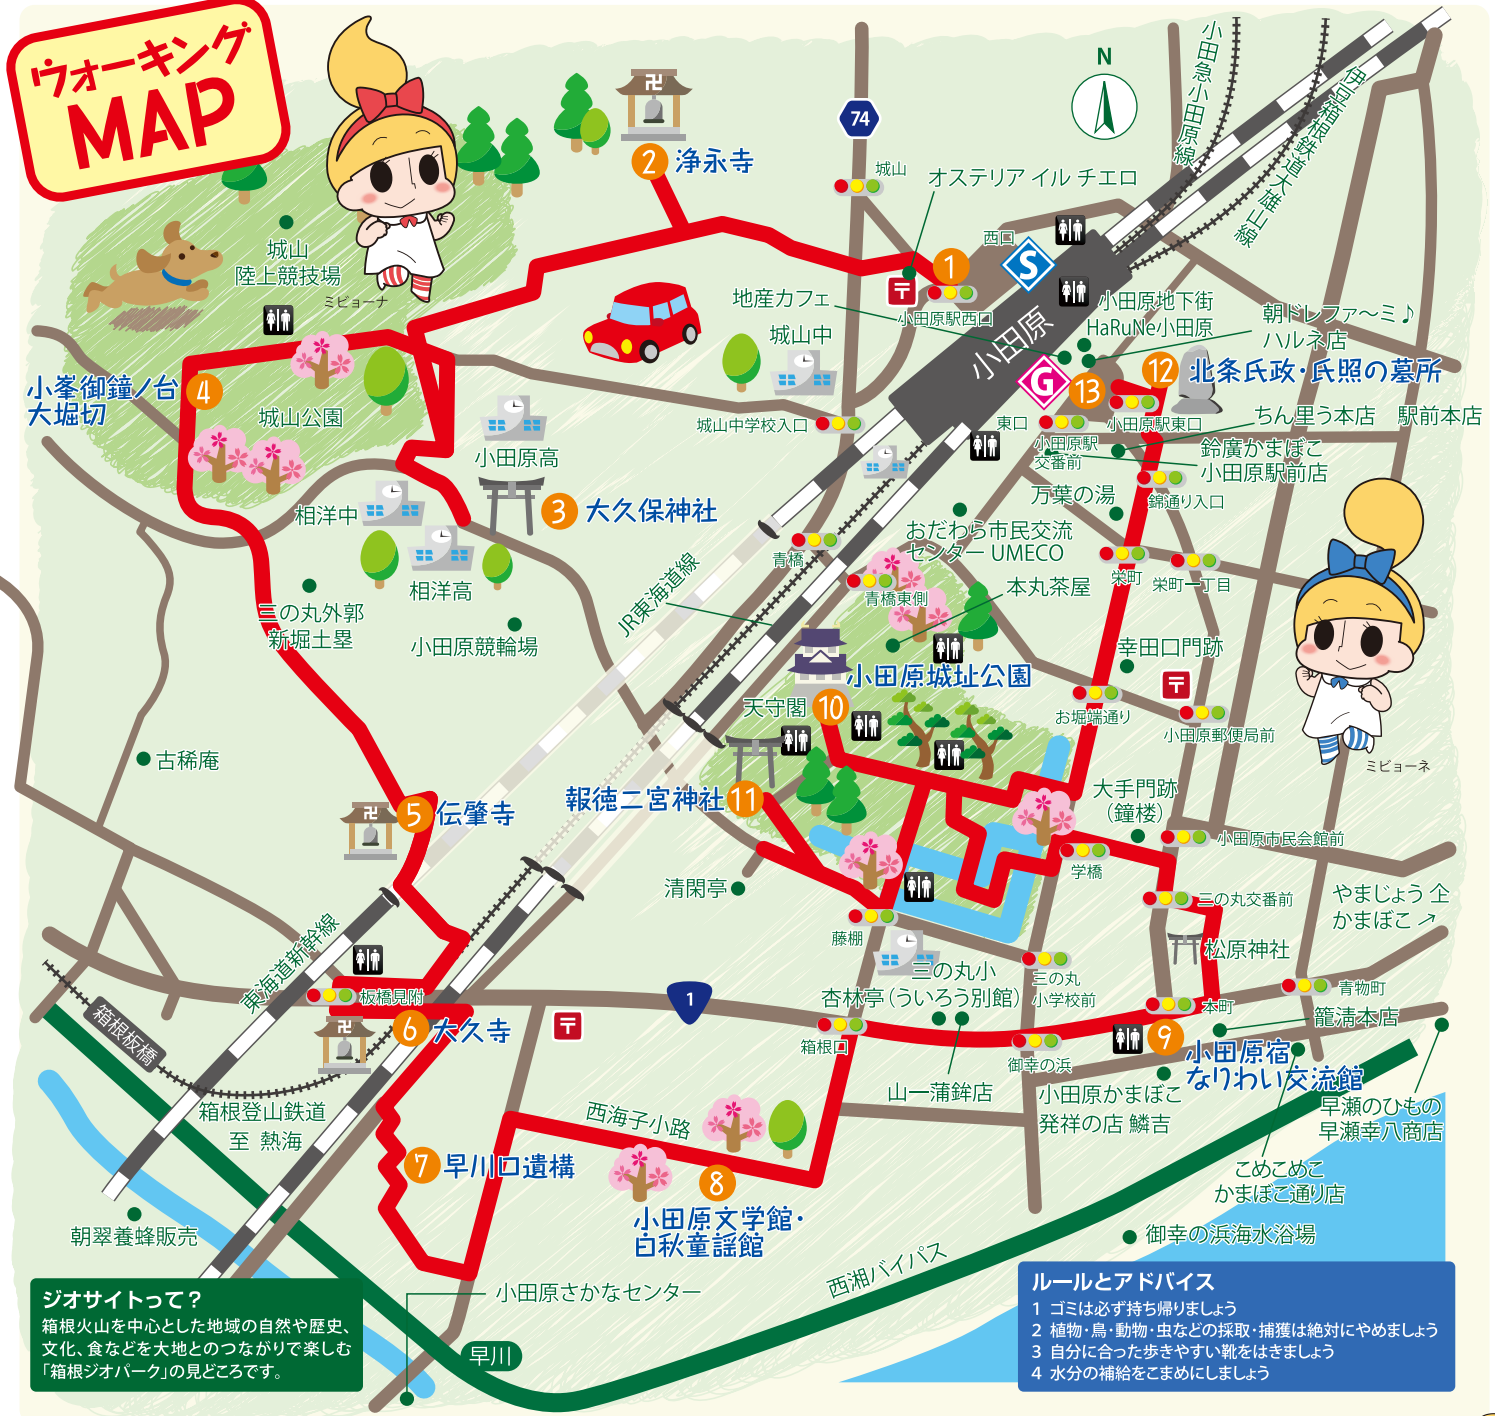 ウォーキング
MAP
N
小田急小田原線
伊豆箱根鉄道大雄山線
74
城山
オステリア イル チエロ
2 浄永寺
城山
陸上競技場
ミビョーナ
西口
S
1
〒
小田原駅西口
地産カフェ
城山中
小田原
小田原地下街
HaRuNe小田原
朝ドレファ〜ミ♪
ハルネ店
小峯御鐘ノ台
大堀切
4
城山公園
G
13
12 北条氏政・氏照の墓所
小田原駅東口
東口
小田原駅
交番前
ちん里う本店
駅前本店
鈴廣かまぼこ
小田原駅前店
城山中学校入口
小田原高
3 大久保神社
相洋中
相洋高
万葉の湯
錦通り入口
おだわら市民交流
センター UMECO
青橋
青橋東側
本丸茶屋
栄町
栄町一丁目
三の丸外郭
新堀土塁
小田原競輪場
JR東海道線
小田原城址公園
幸田口門跡
〒
天守閣
10
お堀端通り
小田原郵便局前
ミビョーネ
古稀庵
報徳二宮神社 11
大手門跡
(鐘楼)
小田原市民会館前
5 伝肇寺
学橋
清閑亭
三の丸交番前
やまじょう 仝
かまぼこ→
藤棚
松原神社
東海道新幹線
三の丸小
三の丸
小学校前
杏林亭(ういろう別館)
板橋見附
1
本町
青物町
籠淸本店
箱根板橋
6 大久寺
〒
箱根口
御幸の浜
9
小田原宿
なりわい交流館
山一蒲鉾店
小田原かまぼこ
発祥の店 鱗吉
早瀬のひもの
早瀬幸八商店
箱根登山鉄道
至 熱海
西海子小路
7 早川口遺構
8
小田原文学館・
白秋童謡館
こめこめこ
かまぼこ通り店
朝翠養蜂販売
御幸の浜海水浴場
西湘バイパス
小田原さかなセンター
早川
ジオサイトって？
箱根火山を中心とした地域の自然や歴史、
文化、食などを大地とのつながりで楽しむ
「箱根ジオパーク」の見どころです。
ルールとアドバイス
1 ゴミは必ず持ち帰りましょう
2 植物・鳥・動物・虫などの採取・捕獲は絶対にやめましょう
3 自分に合った歩きやすい靴をはきましょう
4 水分の補給をこまめにしましょう